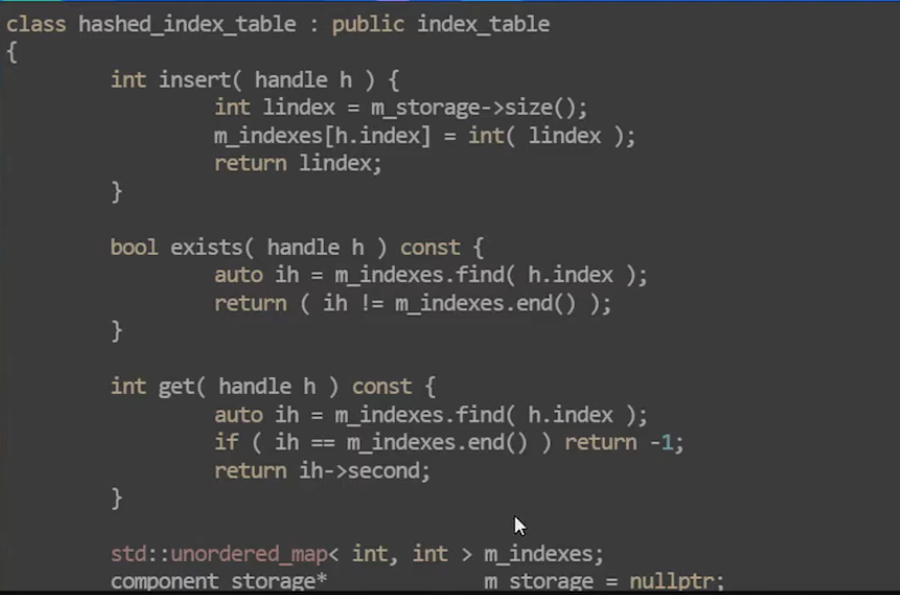 class hashed_index_table : public index_table
{
int insert( handle h ) {
int lindex = m_storage->size();
m_indexes[h.index] = int( lindex );
return lindex;
}
bool exists( handle h ) const {
auto ih = m_indexes.find( h.index );
return ( ih != m_indexes.end() );
}
int get( handle h ) const {
auto ih = m_indexes.find( h.index );
if ( ih == m_indexes.end() ) return -1;
return ih->second;
}
std::unordered_map< int, int > m_indexes;
component_storage* m_storage = nullptr;